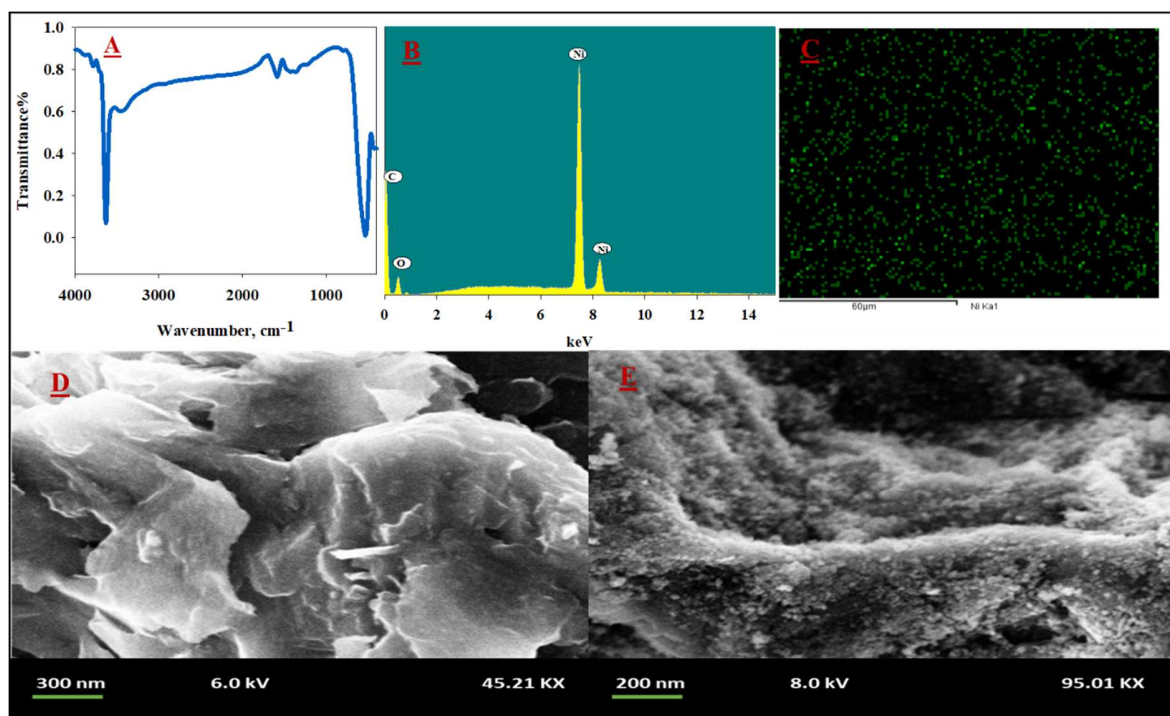 A
1.0
0.8
0.6
0.4
0.2
0.0
Transmittance%
4000
3000
2000
1000
Wavenumber, cm-1
B
Ni
C
O
Ni
0
2
4
6
8
10
12
14
keV
C
60µm
Ni Ka1
D
300 nm
6.0 kV
45.21 KX
E
200 nm
8.0 kV
95.01 KX